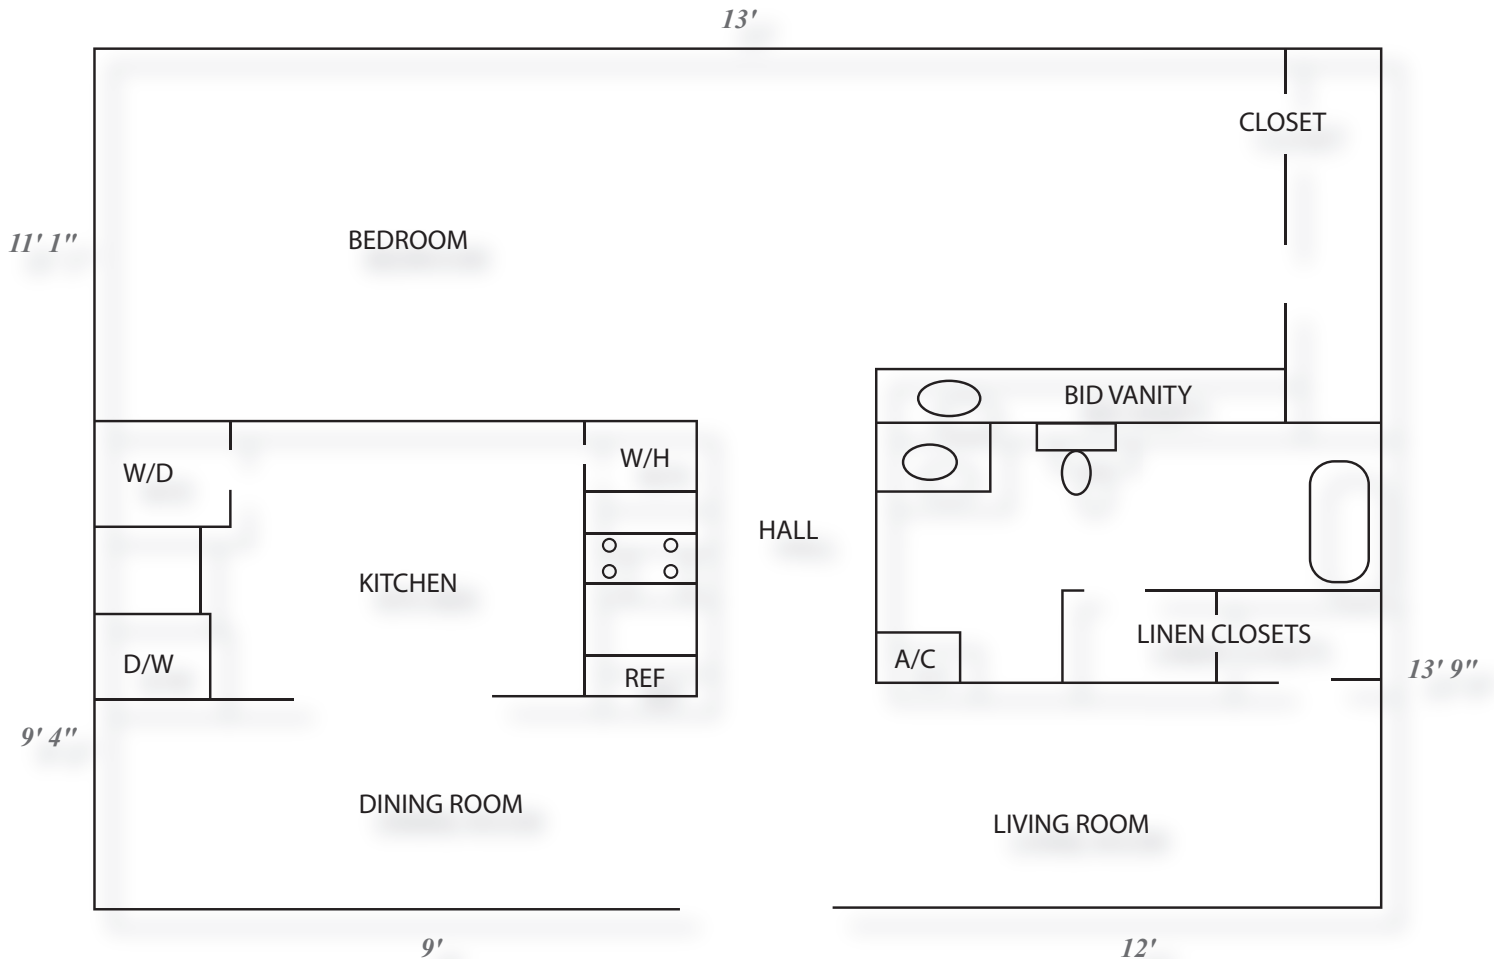 13'
CLOSET
BEDROOM
11' 1"
BID VANITY
W/D
W/H
HALL
KITCHEN
LINEN CLOSETS
D/W
REF
A/C
13' 9"
9' 4"
DINING ROOM
LIVING ROOM
9'
12'